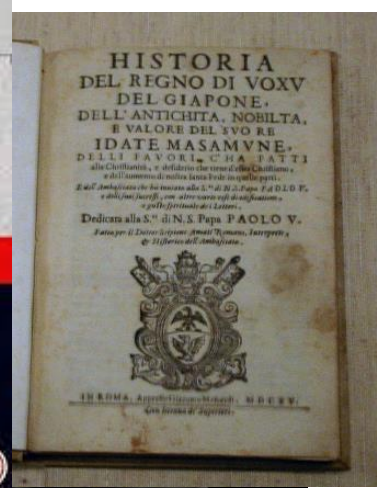 HISTORIA
DEL REGNO DI VOXV
DEL GIAPONE,
DELL'ANTICHITA, NOBILTA,
E VALORE DEL SVO RE
IDATE MASAMVNE,
DELLI FAVORI, C'HA FATTI
alla Christianità, e desiderio che tiene d'esser Christiano,
e dell'aumento di nostra santa Fede in quelle parti.
E dell'Ambasciata che hà inuiata alla S.tà di N.S. Papa PAOLO V.
e delli suoi successi, con altre varie cose di edificatione,
e gusto spirituale de i Lettori.
Dedicata alla S.tà di N. S. Papa PAOLO V.
Fatta per il Dottor Scipione Amati Romano, Interprete,
& Historico dell'Ambasciata.
IN ROMA, Appresso Giacomo Mascardi. MDCXV.
Con licenza de' Superiori.